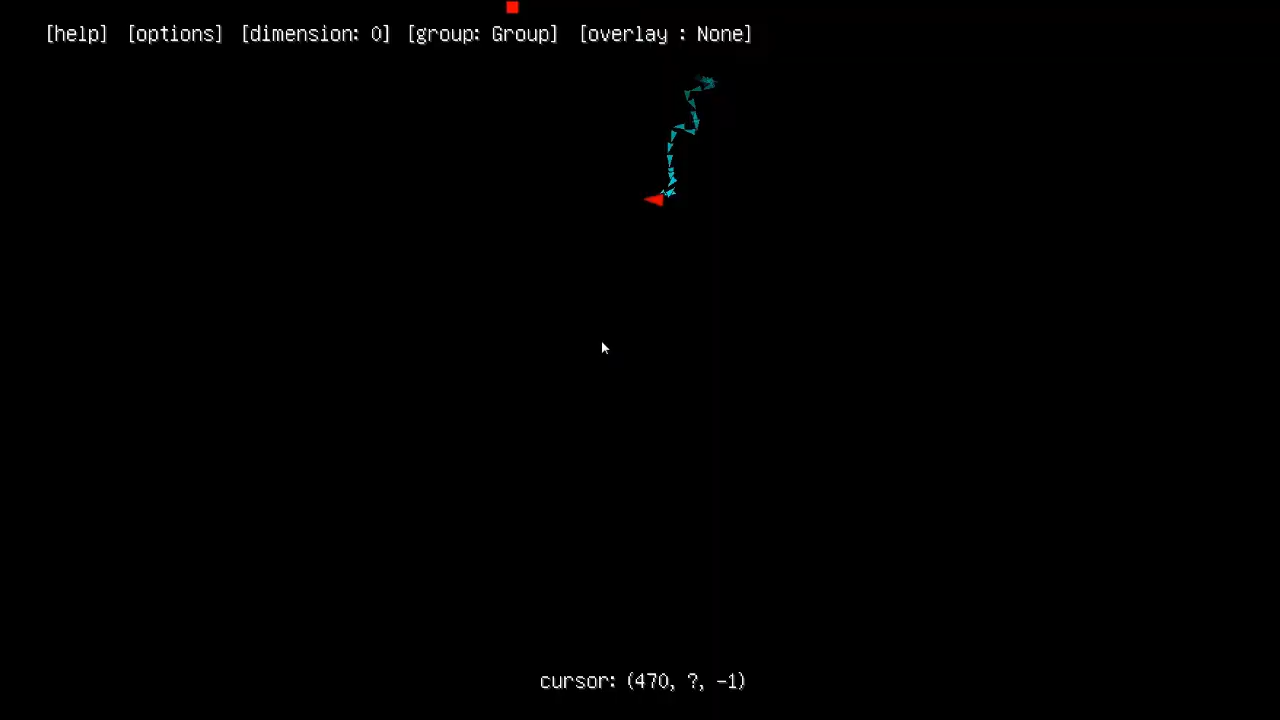 [help] [options] [dimension: 0] [group: Group] [overlay : None]
cursor: (470, ?, -1)